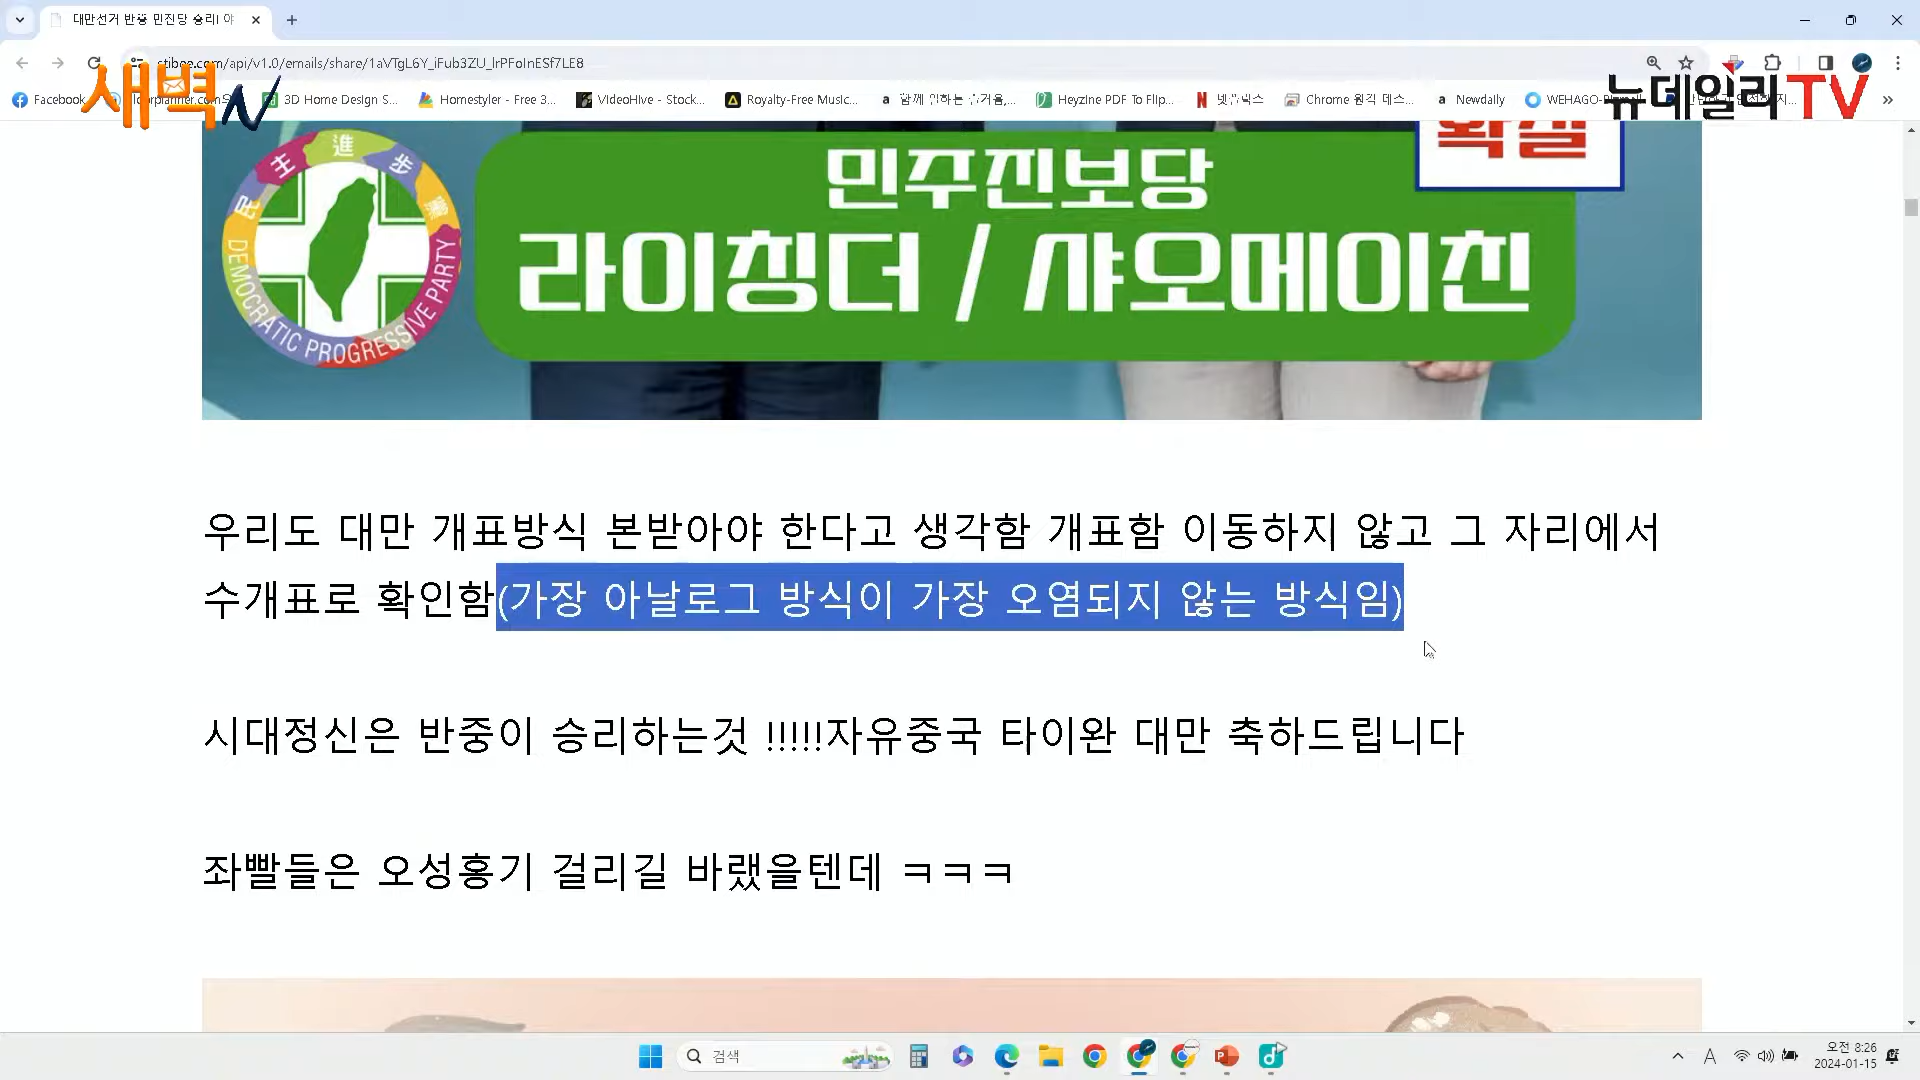 대만선거 반중 민진당 승리! 야
stibee.com/api/v1.0/emails/share/1aVTgL6Y_iFub3ZU_IrPFoInESf7LE8
새벽N
뉴데일리TV
Facebook
3D Home Design S...
Homestyler - Free 3...
VideoHive - Stock...
Royalty-Free Music...
Heyzine PDF To Flip...
넷플릭스
Chrome 원격 데스...
Newdaily
확실
民主進步黨
DEMOCRATIC PROGRESSIVE PARTY
민주진보당
라이칭더 / 샤오메이친
우리도 대만 개표방식 본받아야 한다고 생각함 개표함 이동하지 않고 그 자리에서
수개표로 확인함(가장 아날로그 방식이 가장 오염되지 않는 방식임)
시대정신은 반중이 승리하는것 !!!!!자유중국 타이완 대만 축하드립니다
좌빨들은 오성홍기 걸리길 바랬을텐데 ㅋㅋㅋ
검색
A
오전 8:26
2024-01-15